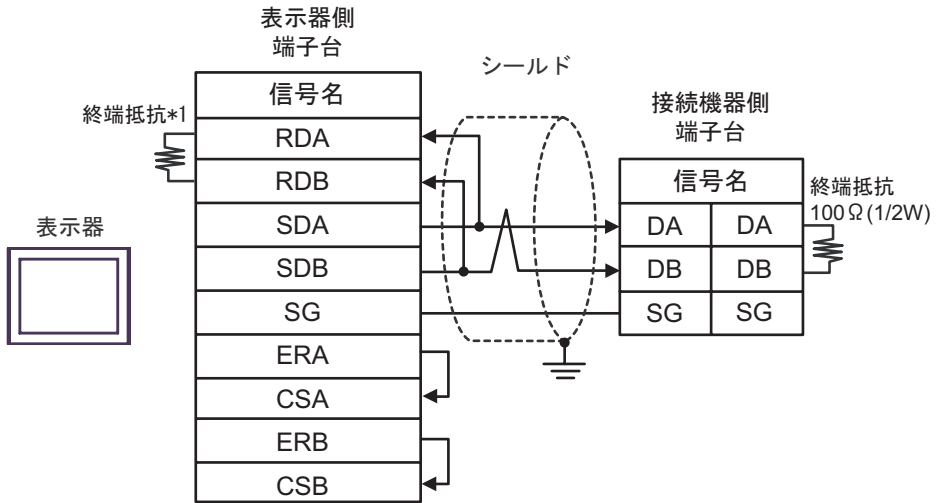 表示器側
端子台
シールド
信号名
接続機器側
端子台
終端抵抗*1
RDA
RDB
信号名
終端抵抗
100Ω(1/2W)
表示器
SDA
DA
DA
SDB
DB
DB
SG
SG
SG
ERA
CSA
ERB
CSB